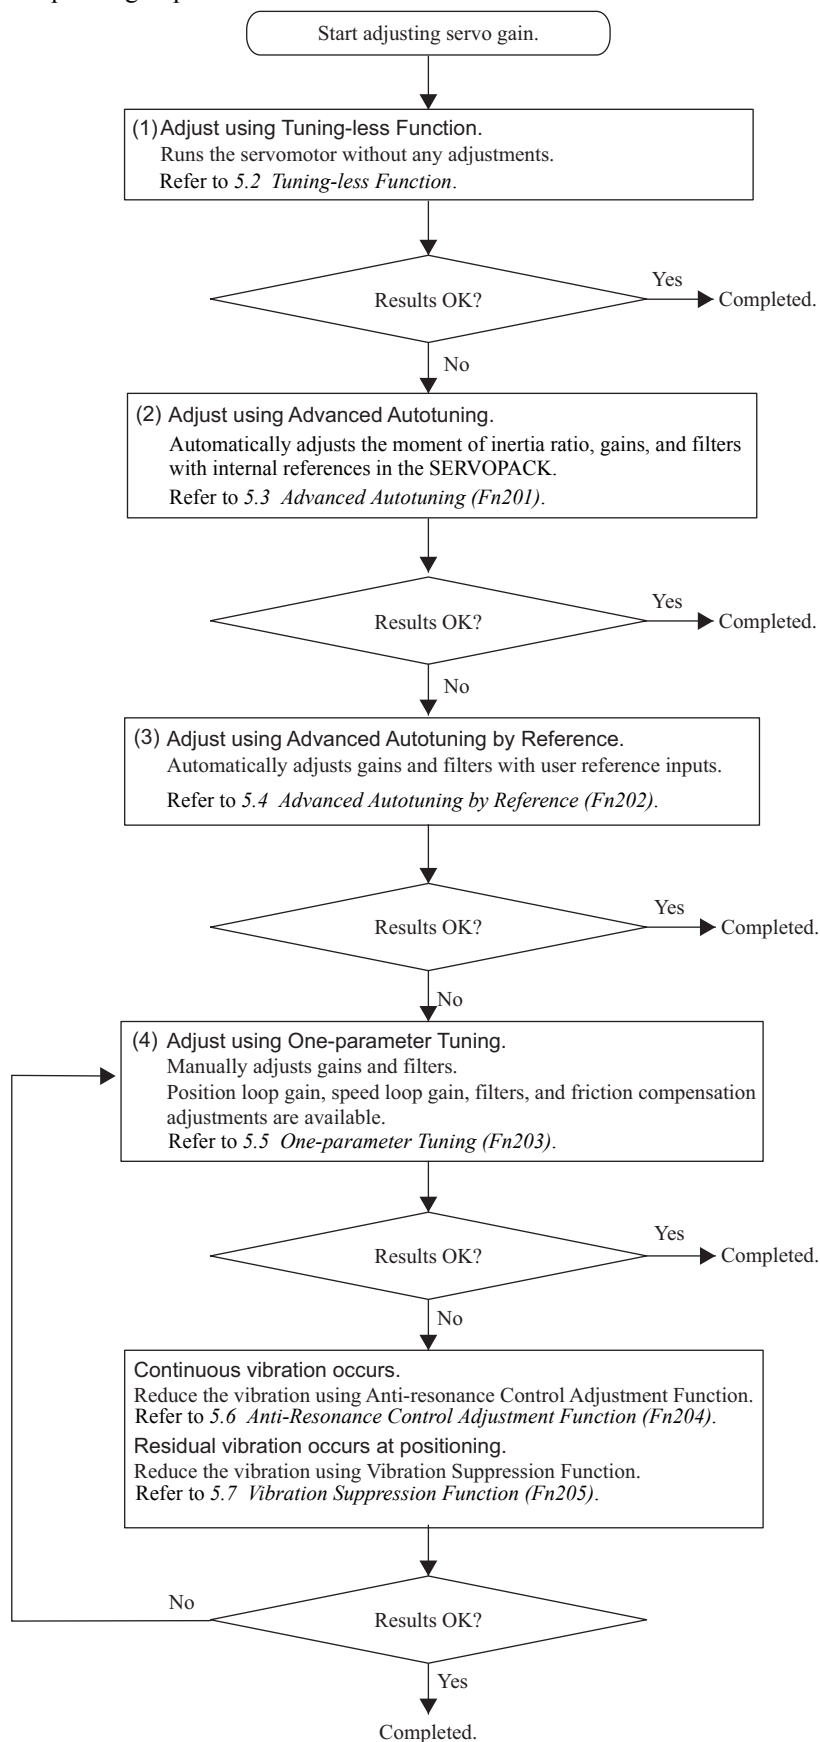 Start adjusting servo gain.
(1) Adjust using Tuning-less Function.
Runs the servomotor without any adjustments.
Refer to 5.2 Tuning-less Function.
Results OK?
Yes
Completed.
No
(2) Adjust using Advanced Autotuning.
Automatically adjusts the moment of inertia ratio, gains, and filters
with internal references in the SERVOPACK.
Refer to 5.3 Advanced Autotuning (Fn201).
Results OK?
Yes
Completed.
No
(3) Adjust using Advanced Autotuning by Reference.
Automatically adjusts gains and filters with user reference inputs.
Refer to 5.4 Advanced Autotuning by Reference (Fn202).
Results OK?
Yes
Completed.
No
(4) Adjust using One-parameter Tuning.
Manually adjusts gains and filters.
Position loop gain, speed loop gain, filters, and friction compensation
adjustments are available.
Refer to 5.5 One-parameter Tuning (Fn203).
Results OK?
Yes
Completed.
No
Continuous vibration occurs.
Reduce the vibration using Anti-resonance Control Adjustment Function.
Refer to 5.6 Anti-Resonance Control Adjustment Function (Fn204).
Residual vibration occurs at positioning.
Reduce the vibration using Vibration Suppression Function.
Refer to 5.7 Vibration Suppression Function (Fn205).
No
Results OK?
Yes
Completed.